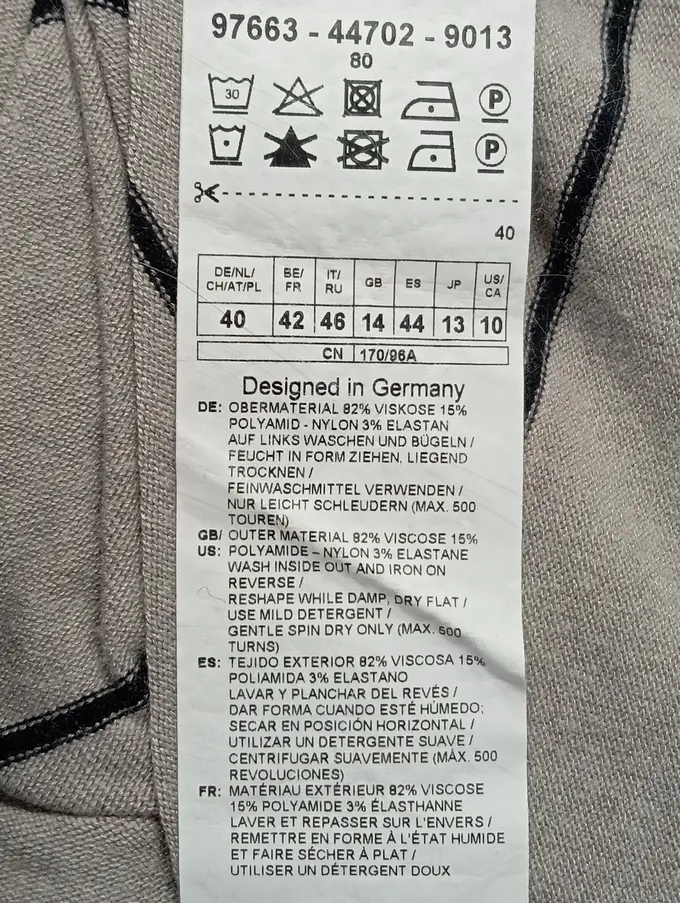 97663 - 44702 - 9013
80
30
P
P
40
DE/NL/ CH/AT/PL BE/ FR IT/ RU GB ES JP US/ CA
40 42 46 14 44 13 10
CN 170/96A
Designed in Germany
DE: OBERMATERIAL 82% VISKOSE 15%
POLYAMID - NYLON 3% ELASTAN
AUF LINKS WASCHEN UND BÜGELN /
FEUCHT IN FORM ZIEHEN, LIEGEND
TROCKNEN /
FEINWASCHMITTEL VERWENDEN /
NUR LEICHT SCHLEUDERN (MAX. 500
TOUREN)
GB/ OUTER MATERIAL 82% VISCOSE 15%
US: POLYAMIDE – NYLON 3% ELASTANE
WASH INSIDE OUT AND IRON ON
REVERSE /
RESHAPE WHILE DAMP, DRY FLAT /
USE MILD DETERGENT /
GENTLE SPIN DRY ONLY (MAX. 500
TURNS)
ES: TEJIDO EXTERIOR 82% VISCOSA 15%
POLIAMIDA 3% ELASTANO
LAVAR Y PLANCHAR DEL REVÉS /
DAR FORMA CUANDO ESTÉ HÚMEDO;
SECAR EN POSICIÓN HORIZONTAL /
UTILIZAR UN DETERGENTE SUAVE /
CENTRIFUGAR SUAVEMENTE (MÁX. 500
REVOLUCIONES)
FR: MATÉRIAU EXTÉRIEUR 82% VISCOSE
15% POLYAMIDE 3% ÉLASTHANNE
LAVER ET REPASSER SUR L'ENVERS /
REMETTRE EN FORME À L'ÉTAT HUMIDE
ET FAIRE SÉCHER À PLAT /
UTILISER UN DÉTERGENT DOUX